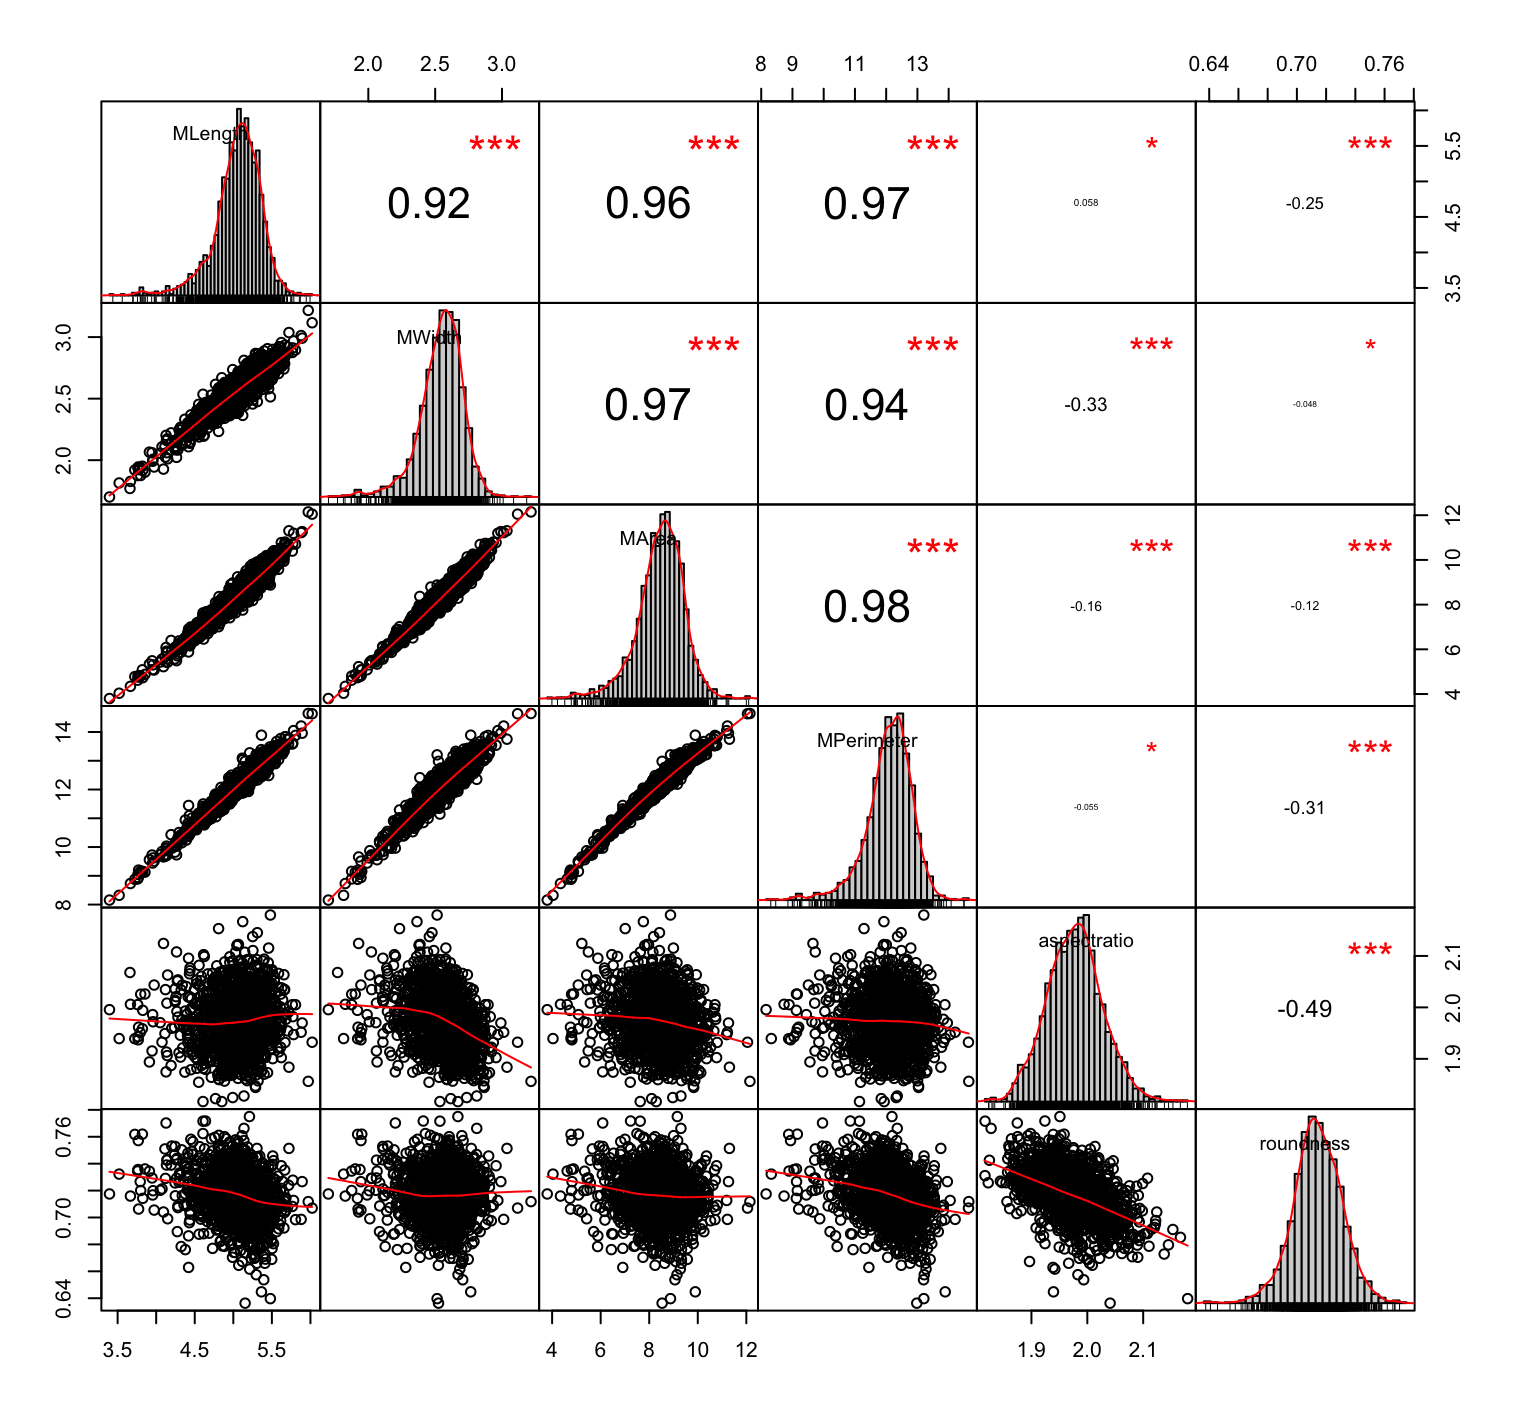 2.0 2.5 3.0 8 9 11 13 0.64 0.70 0.76
MLength *** *** *** * ***
0.92 0.96 0.97 0.058 -0.25
3.5 4.5 5.5
MWidth *** *** *** *
0.97 0.94 -0.33 -0.048
2.0 2.5 3.0
MArea *** *** ***
0.98 -0.16 -0.12
4 6 8 10 12
MPerimeter * ***
-0.055 -0.31
8 10 12 14
aspectratio ***
-0.49
1.9 2.0 2.1
roundness
0.64 0.70 0.76
3.5 4.5 5.5 4 6 8 10 12 1.9 2.0 2.1